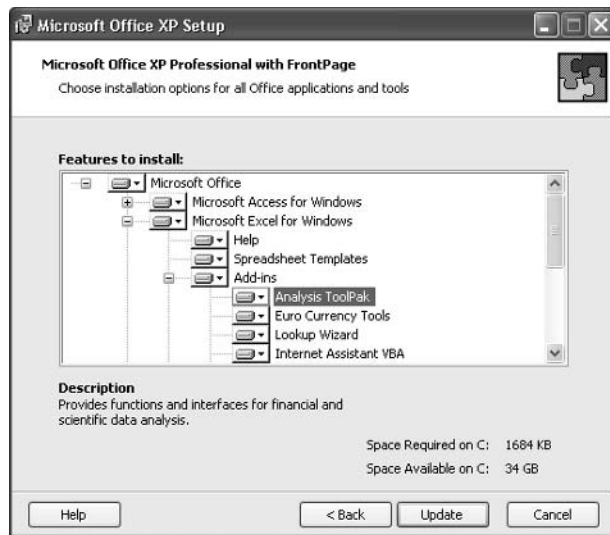 Microsoft Office XP Setup
Microsoft Office XP Professional with FrontPage
Choose installation options for all Office applications and tools
Features to install:
Microsoft Office
Microsoft Access for Windows
Microsoft Excel for Windows
Help
Spreadsheet Templates
Add-ins
Analysis ToolPak
Euro Currency Tools
Lookup Wizard
Internet Assistant VBA
Description
Provides functions and interfaces for financial and
scientific data analysis.
Space Required on C: 1684 KB
Space Available on C: 34 GB
Help
< Back
Update
Cancel